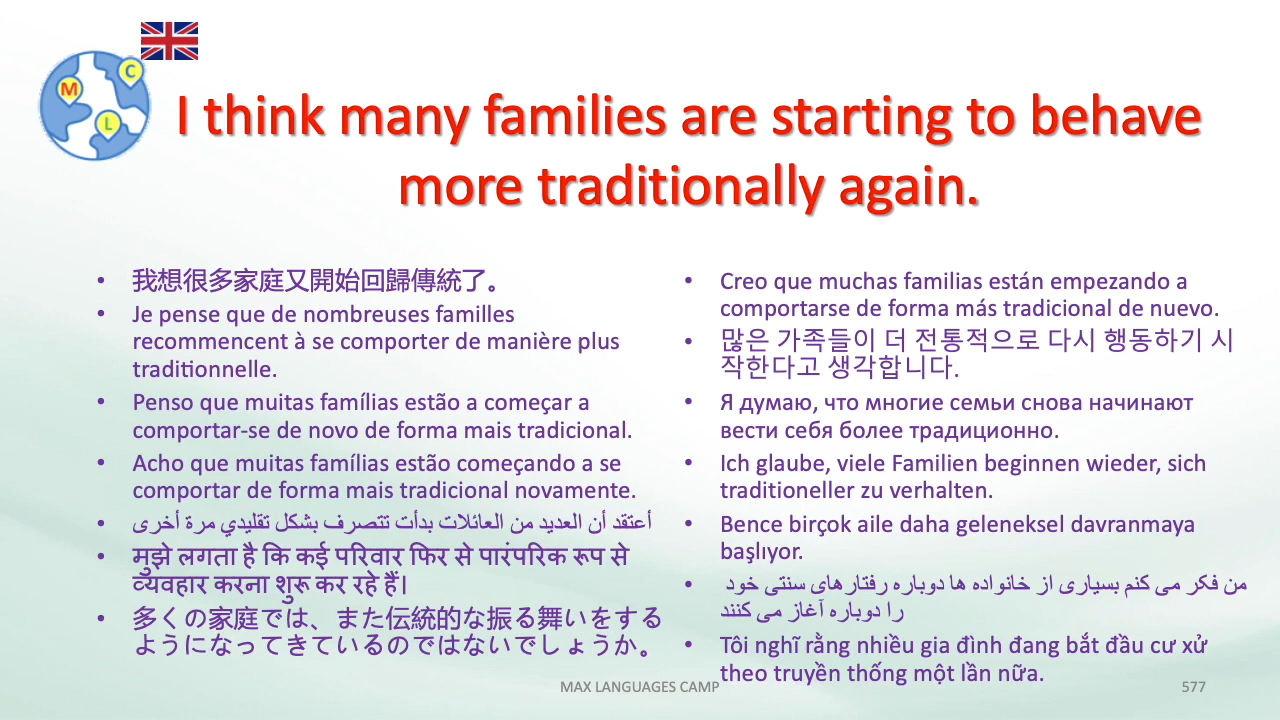 M
C
L
I think many families are starting to behave
more traditionally again.
• 我想很多家庭又開始回歸傳統了。
• Je pense que de nombreuses familles
recommencent à se comporter de manière plus
traditionnelle.
• Penso que muitas famílias estão a começar a
comportar-se de novo de forma mais tradicional.
• Acho que muitas famílias estão começando a se
comportar de forma mais tradicional novamente.
• أعتقد أن العديد من العائلات بدأت تتصرف بشكل تقليدي مرة أخرى
• मुझे लगता है कि कई परिवार फिर से पारंपरिक रूप से
व्यवहार करना शुरू कर रहे हैं।
• 多くの家庭では、また伝統的な振る舞いをする
ようになってきているのではないでしょうか。
• Creo que muchas familias están empezando a
comportarse de forma más tradicional de nuevo.
• 많은 가족들이 더 전통적으로 다시 행동하기 시
작한다고 생각합니다.
• Я думаю, что многие семьи снова начинают
вести себя более традиционно.
• Ich glaube, viele Familien beginnen wieder, sich
traditioneller zu verhalten.
• Bence birçok aile daha geleneksel davranmaya
başlıyor.
• من فکر می کنم بسیاری از خانواده ها دوباره رفتارهای سنتی خود
را دوباره آغاز می کنند
• Tôi nghĩ rằng nhiều gia đình đang bắt đầu cư xử
theo truyền thống một lần nữa.
MAX LANGUAGES CAMP
577